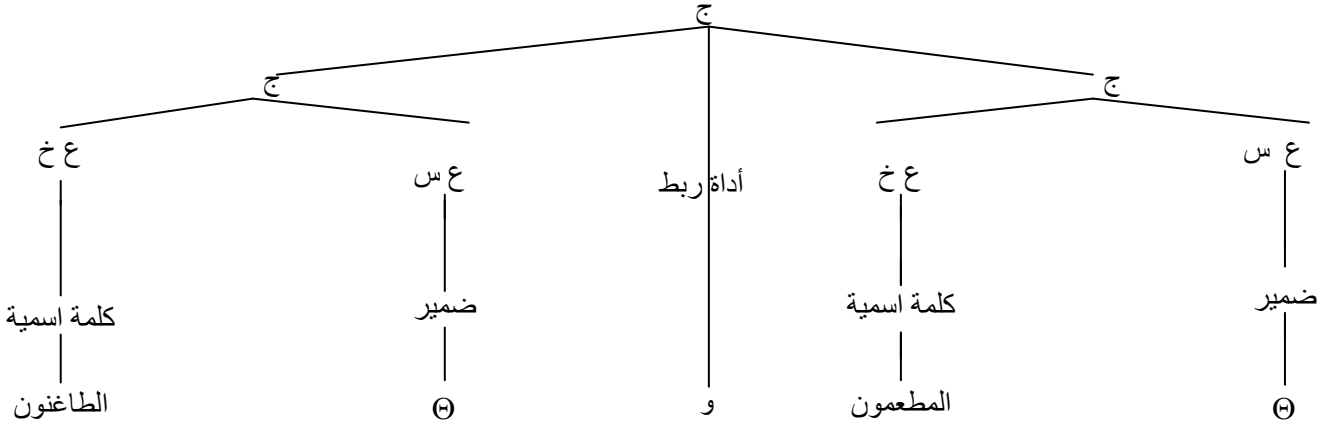 ج
ج ج
ع س ع خ أداة ربط ع س ع خ
ضمير كلمة اسمية ضمير كلمة اسمية
Θ المطعمون و Θ الطاغنون